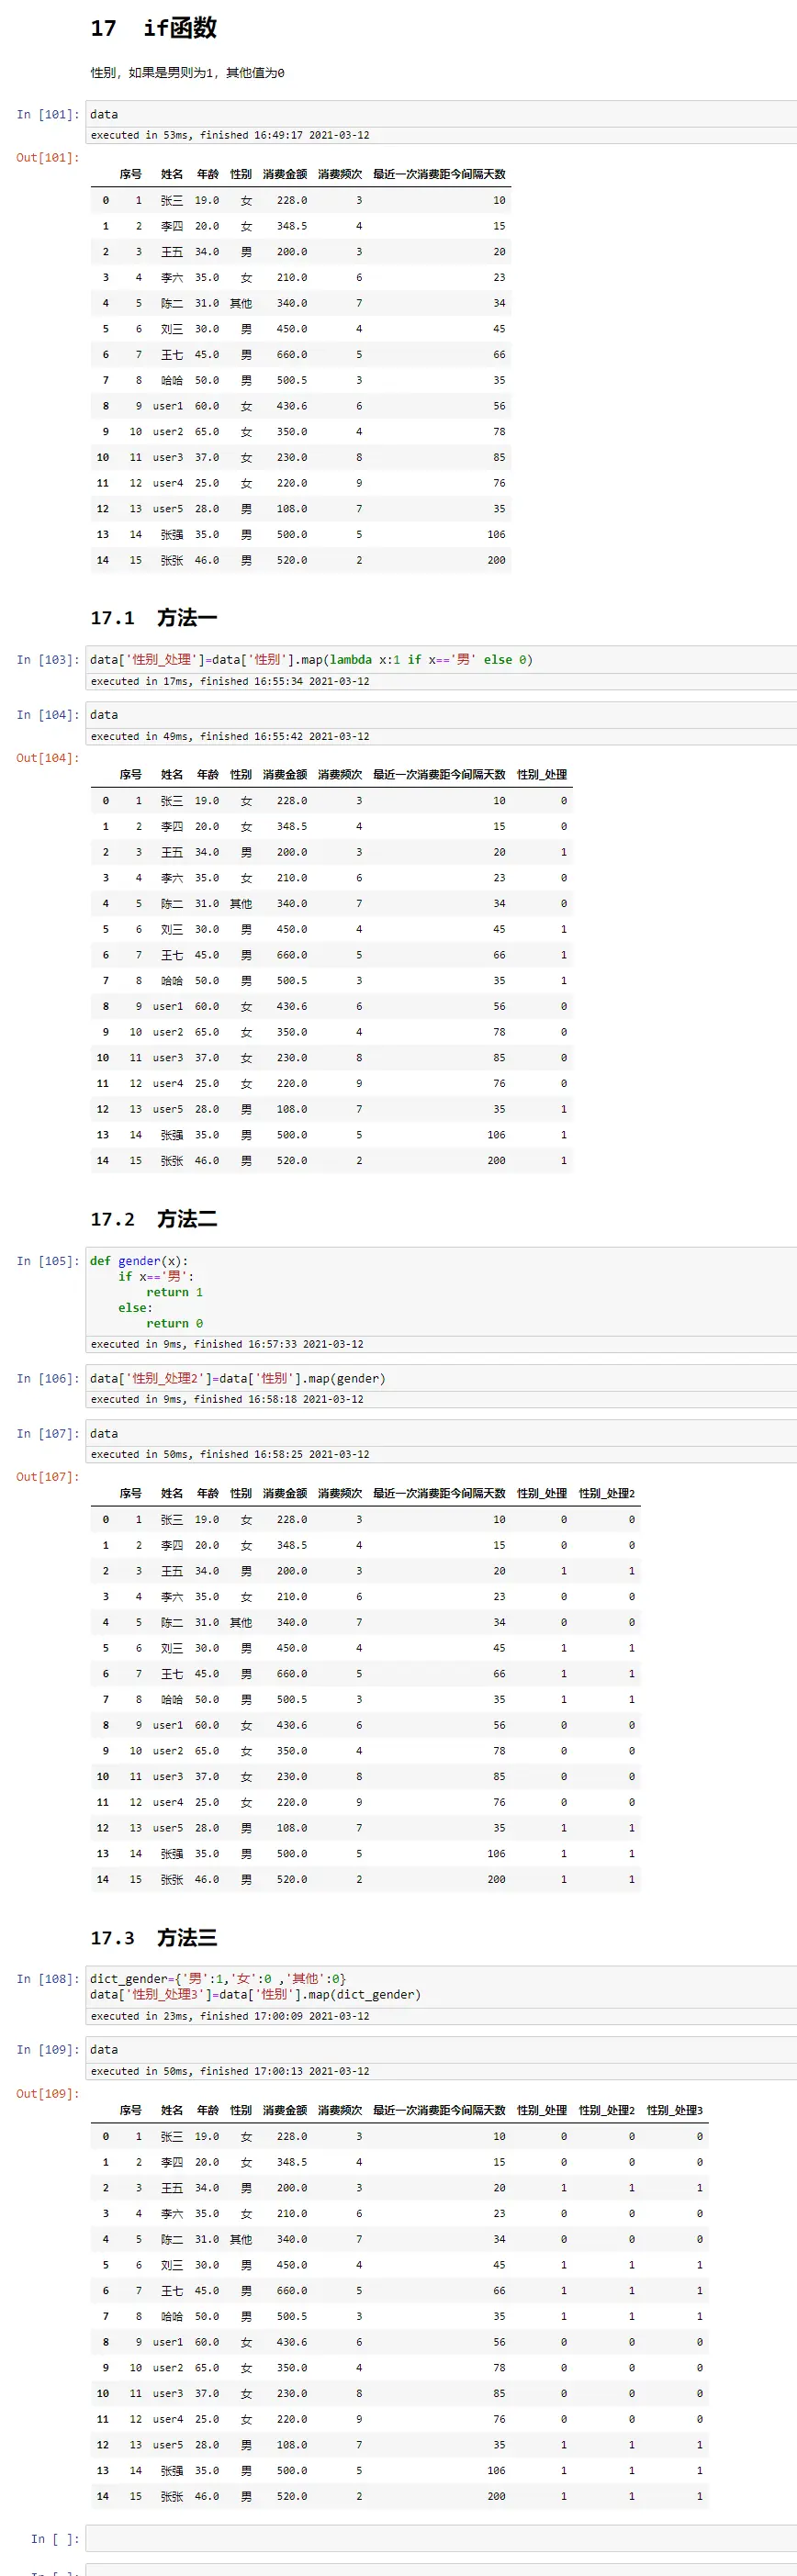 17 if函数
性别，如果是男则为1，其他值为0
In [101]: data
executed in 53ms, finished 16:49:17 2021-03-12
Out[101]:
序号 姓名 年龄 性别 消费金额 消费频次 最近一次消费距今间隔天数
0 1 张三 19.0 女 228.0 3 10
1 2 李四 20.0 女 348.5 4 15
2 3 王五 34.0 男 200.0 3 20
3 4 李六 35.0 女 210.0 6 23
4 5 陈二 31.0 其他 340.0 7 34
5 6 刘三 30.0 男 450.0 4 45
6 7 王七 45.0 男 660.0 5 66
7 8 哈哈 50.0 男 500.5 3 35
8 9 user1 60.0 女 430.6 6 56
9 10 user2 65.0 女 350.0 4 78
10 11 user3 37.0 女 230.0 8 85
11 12 user4 25.0 女 220.0 9 76
12 13 user5 28.0 男 108.0 7 35
13 14 张强 35.0 男 500.0 5 106
14 15 张张 46.0 男 520.0 2 200
17.1 方法一
In [103]: data['性别_处理']=data['性别'].map(lambda x:1 if x=='男' else 0)
executed in 17ms, finished 16:55:34 2021-03-12
In [104]: data
executed in 49ms, finished 16:55:42 2021-03-12
Out[104]:
序号 姓名 年龄 性别 消费金额 消费频次 最近一次消费距今间隔天数 性别_处理
0 1 张三 19.0 女 228.0 3 10 0
1 2 李四 20.0 女 348.5 4 15 0
2 3 王五 34.0 男 200.0 3 20 1
3 4 李六 35.0 女 210.0 6 23 0
4 5 陈二 31.0 其他 340.0 7 34 0
5 6 刘三 30.0 男 450.0 4 45 1
6 7 王七 45.0 男 660.0 5 66 1
7 8 哈哈 50.0 男 500.5 3 35 1
8 9 user1 60.0 女 430.6 6 56 0
9 10 user2 65.0 女 350.0 4 78 0
10 11 user3 37.0 女 230.0 8 85 0
11 12 user4 25.0 女 220.0 9 76 0
12 13 user5 28.0 男 108.0 7 35 1
13 14 张强 35.0 男 500.0 5 106 1
14 15 张张 46.0 男 520.0 2 200 1
17.2 方法二
In [105]: def gender(x):
if x=='男':
return 1
else:
return 0
executed in 9ms, finished 16:57:33 2021-03-12
In [106]: data['性别_处理2']=data['性别'].map(gender)
executed in 9ms, finished 16:58:18 2021-03-12
In [107]: data
executed in 50ms, finished 16:58:25 2021-03-12
Out[107]:
序号 姓名 年龄 性别 消费金额 消费频次 最近一次消费距今间隔天数 性别_处理 性别_处理2
0 1 张三 19.0 女 228.0 3 10 0 0
1 2 李四 20.0 女 348.5 4 15 0 0
2 3 王五 34.0 男 200.0 3 20 1 1
3 4 李六 35.0 女 210.0 6 23 0 0
4 5 陈二 31.0 其他 340.0 7 34 0 0
5 6 刘三 30.0 男 450.0 4 45 1 1
6 7 王七 45.0 男 660.0 5 66 1 1
7 8 哈哈 50.0 男 500.5 3 35 1 1
8 9 user1 60.0 女 430.6 6 56 0 0
9 10 user2 65.0 女 350.0 4 78 0 0
10 11 user3 37.0 女 230.0 8 85 0 0
11 12 user4 25.0 女 220.0 9 76 0 0
12 13 user5 28.0 男 108.0 7 35 1 1
13 14 张强 35.0 男 500.0 5 106 1 1
14 15 张张 46.0 男 520.0 2 200 1 1
17.3 方法三
In [108]: dict_gender={'男':1,'女':0 ,'其他':0}
data['性别_处理3']=data['性别'].map(dict_gender)
executed in 23ms, finished 17:00:09 2021-03-12
In [109]: data
executed in 50ms, finished 17:00:13 2021-03-12
Out[109]:
序号 姓名 年龄 性别 消费金额 消费频次 最近一次消费距今间隔天数 性别_处理 性别_处理2 性别_处理3
0 1 张三 19.0 女 228.0 3 10 0 0 0
1 2 李四 20.0 女 348.5 4 15 0 0 0
2 3 王五 34.0 男 200.0 3 20 1 1 1
3 4 李六 35.0 女 210.0 6 23 0 0 0
4 5 陈二 31.0 其他 340.0 7 34 0 0 0
5 6 刘三 30.0 男 450.0 4 45 1 1 1
6 7 王七 45.0 男 660.0 5 66 1 1 1
7 8 哈哈 50.0 男 500.5 3 35 1 1 1
8 9 user1 60.0 女 430.6 6 56 0 0 0
9 10 user2 65.0 女 350.0 4 78 0 0 0
10 11 user3 37.0 女 230.0 8 85 0 0 0
11 12 user4 25.0 女 220.0 9 76 0 0 0
12 13 user5 28.0 男 108.0 7 35 1 1 1
13 14 张强 35.0 男 500.0 5 106 1 1 1
14 15 张张 46.0 男 520.0 2 200 1 1 1
In [ ]: